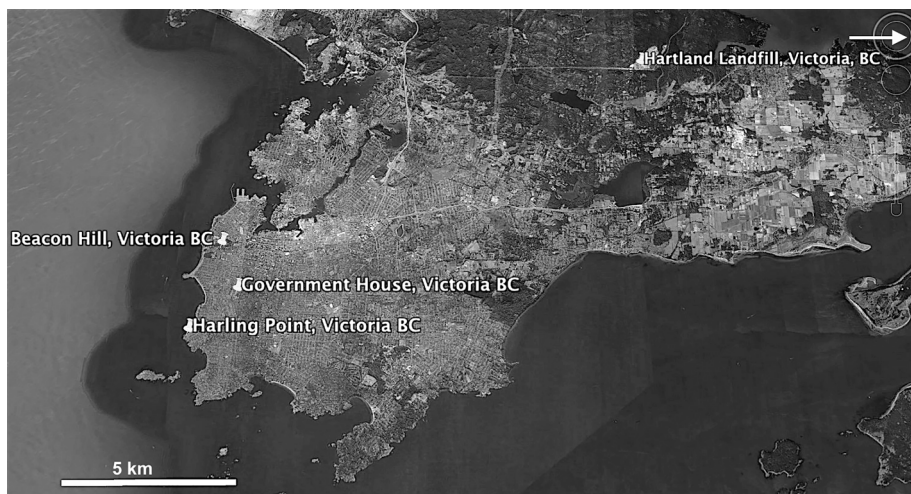 Hartland Landfill, Victoria, BC
Beacon Hill, Victoria BC
Government House, Victoria BC
Harling Point, Victoria BC
5 km